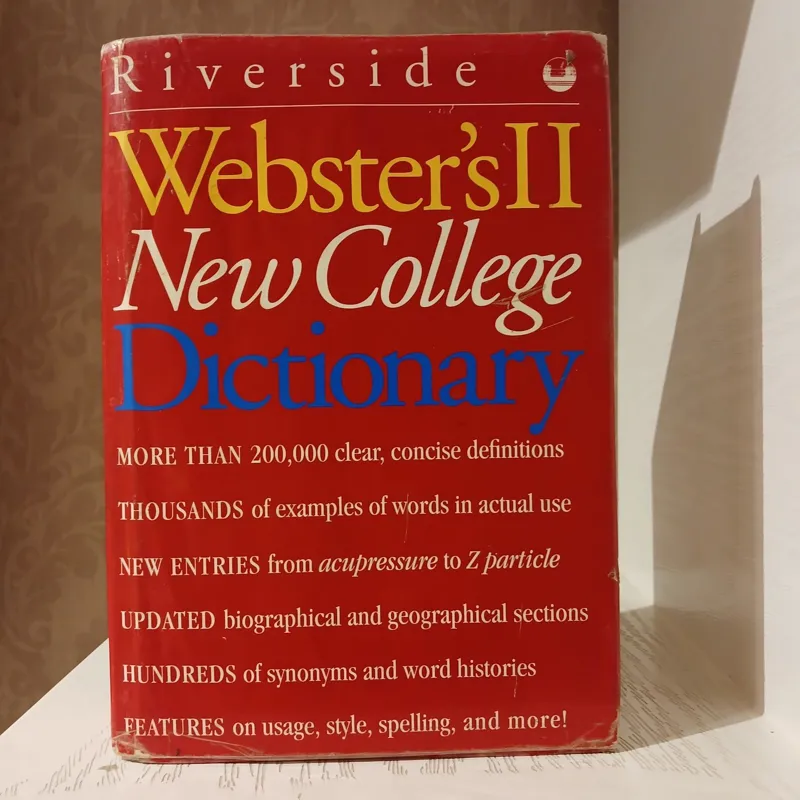 Riverside
Webster's II
New College
Dictionary
MORE THAN 200,000 clear, concise definitions
THOUSANDS of examples of words in actual use
NEW ENTRIES from acupressure to Z particle
UPDATED biographical and geographical sections
HUNDREDS of synonyms and word histories
FEATURES on usage, style, spelling, and more!